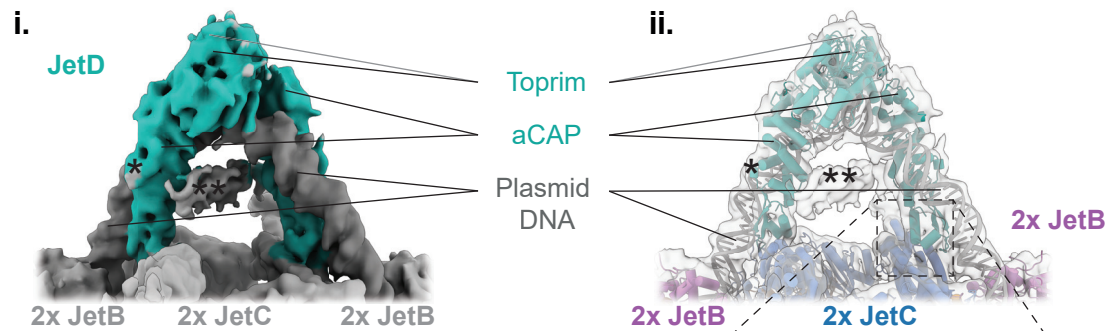 i.
ii.
JetD
Toprim
aCAP
Plasmid
DNA
*
**
*
**
2x JetB
2x JetB
2x JetC
2x JetB
2x JetB
2x JetC